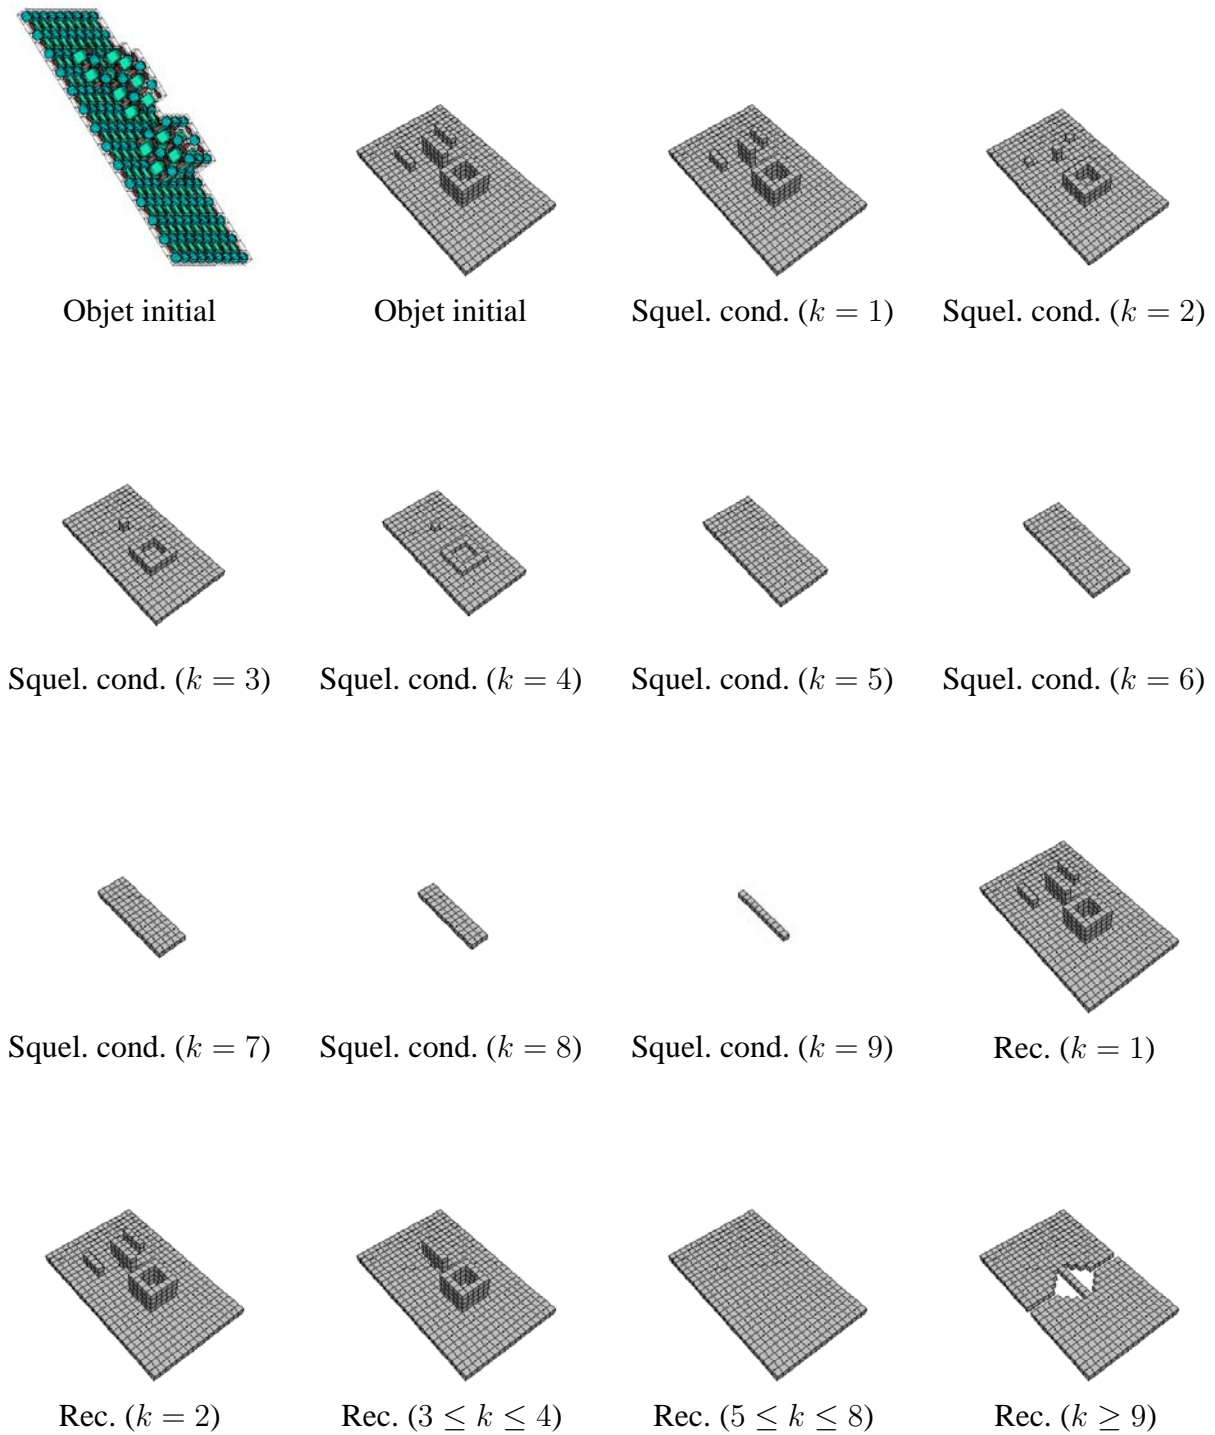 Objet initial
Objet initial
Squel. cond. (k = 1)
Squel. cond. (k = 2)
Squel. cond. (k = 3)
Squel. cond. (k = 4)
Squel. cond. (k = 5)
Squel. cond. (k = 6)
Squel. cond. (k = 7)
Squel. cond. (k = 8)
Squel. cond. (k = 9)
Rec. (k = 1)
Rec. (k = 2)
Rec. (3 ≤ k ≤ 4)
Rec. (5 ≤ k ≤ 8)
Rec. (k ≥ 9)